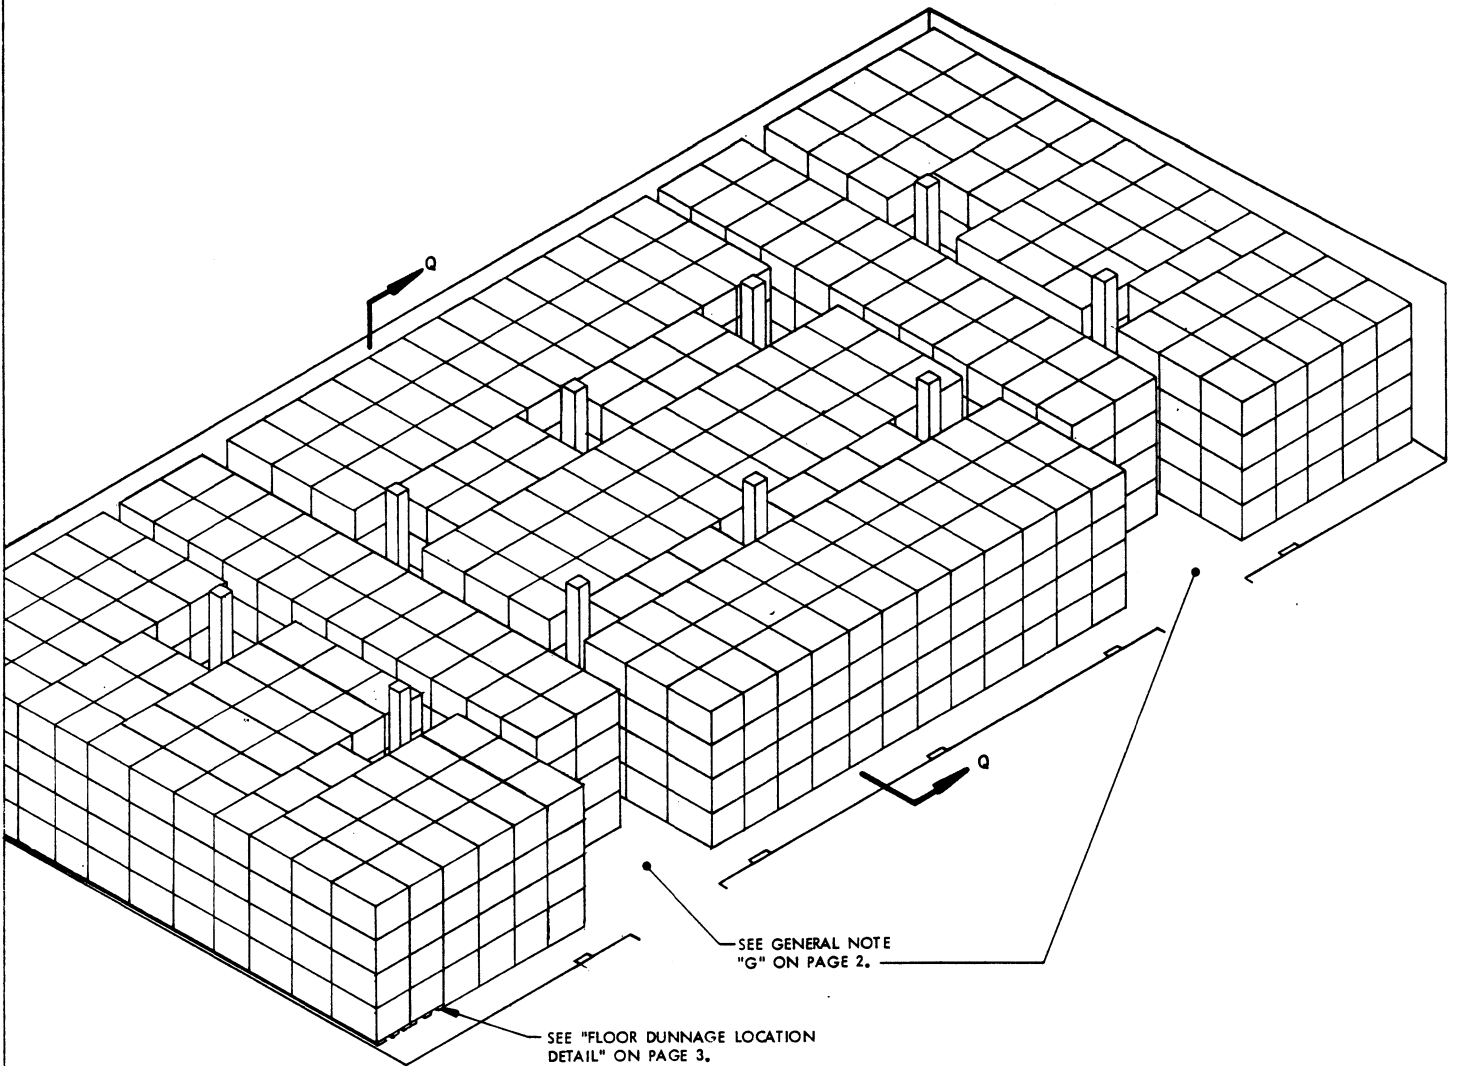 Q
Q
SEE GENERAL NOTE
"G" ON PAGE 2.
SEE "FLOOR DUNNAGE LOCATION
DETAIL" ON PAGE 3.